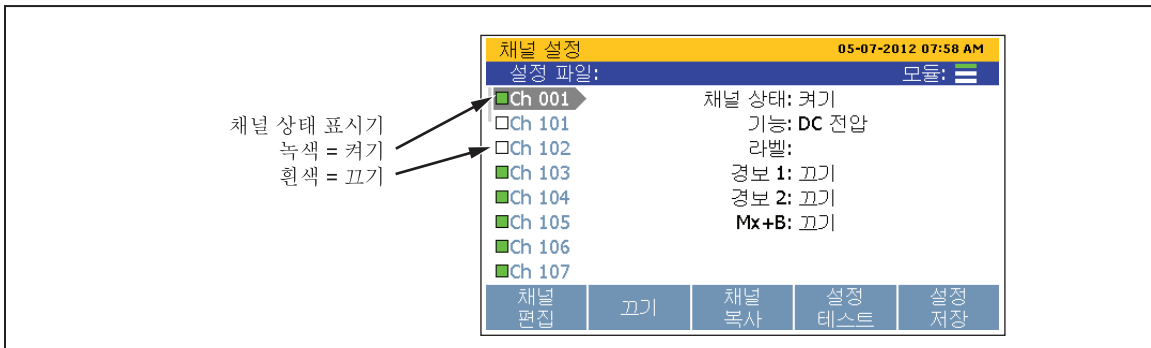 채널 설정 05-07-2012 07:58 AM
설정 파일: 모듈:
채널 상태 표시기
녹색 = 켜기
흰색 = 끄기
Ch 001
Ch 101
Ch 102
Ch 103
Ch 104
Ch 105
Ch 106
Ch 107
채널 상태: 켜기
기능: DC 전압
라벨:
경보 1: 끄기
경보 2: 끄기
Mx+B: 끄기
채널 편집
끄기
채널 복사
설정 테스트
설정 저장